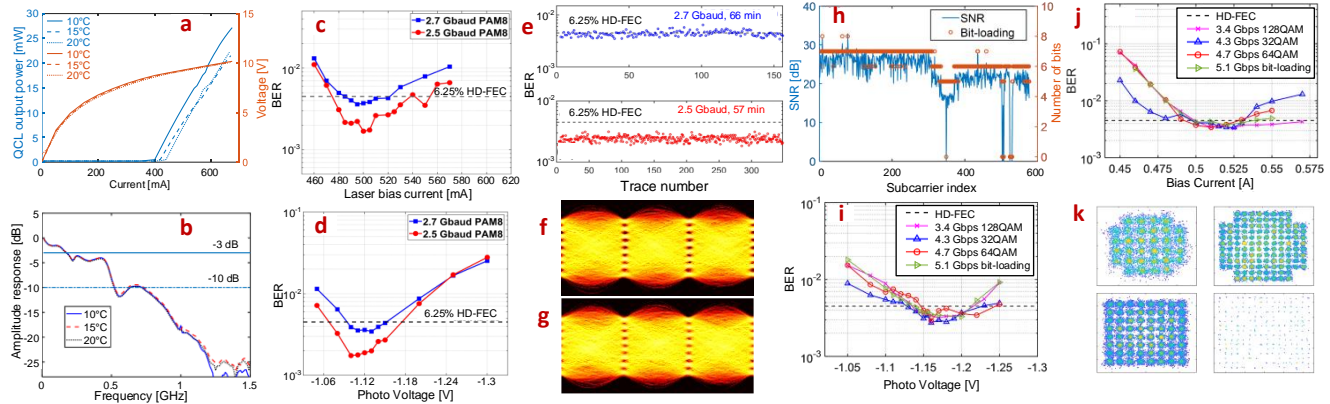 a
QCL output power [mW]
30
25
20
15
10
5
0
10°C
15°C
20°C
10°C
15°C
20°C
15
10
5
0
Voltage [V]
0
200
400
600
Current [mA]
b
Amplitude response [dB]
5
0
-5
-10
-15
-20
-25
-3 dB
-10 dB
10°C
15°C
20°C
0
0.5
1
1.5
Frequency [GHz]
c
BER
10-2
10-3
2.7 Gbaud PAM8
2.5 Gbaud PAM8
6.25% HD-FEC
460
480
500
520
540
560
580
600
620
Laser bias current [mA]
d
BER
10-1
10-2
10-3
2.7 Gbaud PAM8
2.5 Gbaud PAM8
6.25% HD-FEC
-1.06
-1.12
-1.18
-1.24
-1.3
Photo Voltage [V]
e
BER
10-2
10-3
6.25% HD-FEC
2.7 Gbaud, 66 min
0
50
100
150
BER
10-2
10-3
6.25% HD-FEC
2.5 Gbaud, 57 min
0
100
200
300
Trace number
f
g
h
SNR [dB]
40
30
20
10
0
SNR
Bit-loading
10
8
6
4
2
0
Number of bits
0
200
400
600
Subcarrier index
i
BER
10-1
10-2
10-3
HD-FEC
3.4 Gbps 128QAM
4.3 Gbps 32QAM
4.7 Gbps 64QAM
5.1 Gbps bit-loading
-1.05
-1.1
-1.15
-1.2
-1.25
-1.3
Photo Voltage [V]
j
BER
10-1
10-2
10-3
HD-FEC
3.4 Gbps 128QAM
4.3 Gbps 32QAM
4.7 Gbps 64QAM
5.1 Gbps bit-loading
0.45
0.475
0.5
0.525
0.55
0.575
Bias Current [A]
k